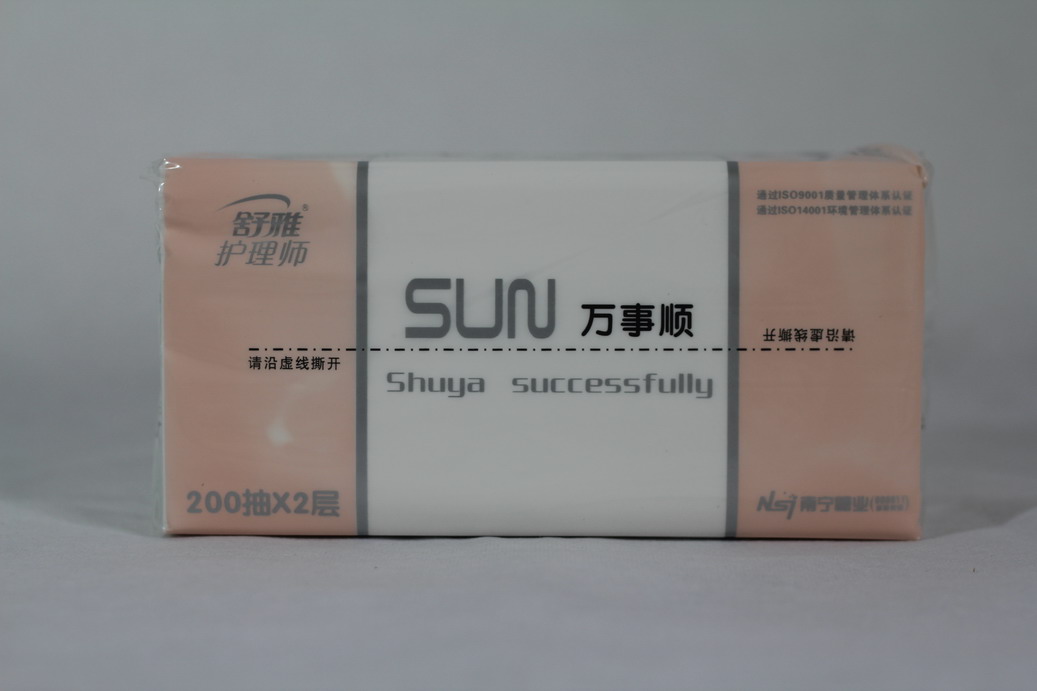 舒雅®
护理师
通过ISO9001质量管理体系认证
通过ISO14001环境管理体系认证
SUN 万事顺
请沿虚线撕开
请沿虚线撕开
Shuya successfully
200抽X2层
南宁